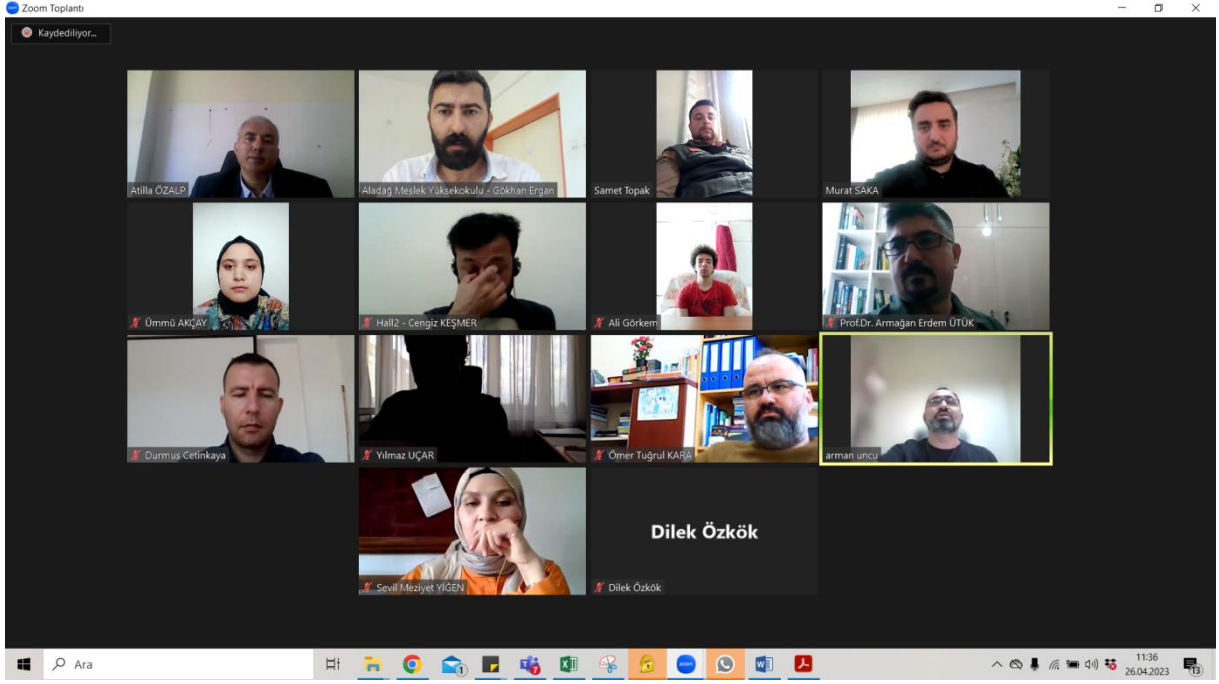 Zoom Toplantı
Kaydediliyor...
Atilla ÖZALP
Aladağ Meslek Yüksekokulu - Gökhan Ergan
Samet Topak
Murat SAKA
Ümmü AKÇAY
Hall2 - Cengiz KEŞMER
Ali Görkem
Prof.Dr. Armağan Erdem ÜTÜK
Durmus Cetinkaya
Yılmaz UÇAR
Ömer Tuğrul KARA
arman uncu
Sevil Meziyet YİĞEN
Dilek Özkök
Dilek Özkök
Ara
11:36
26.04.2023